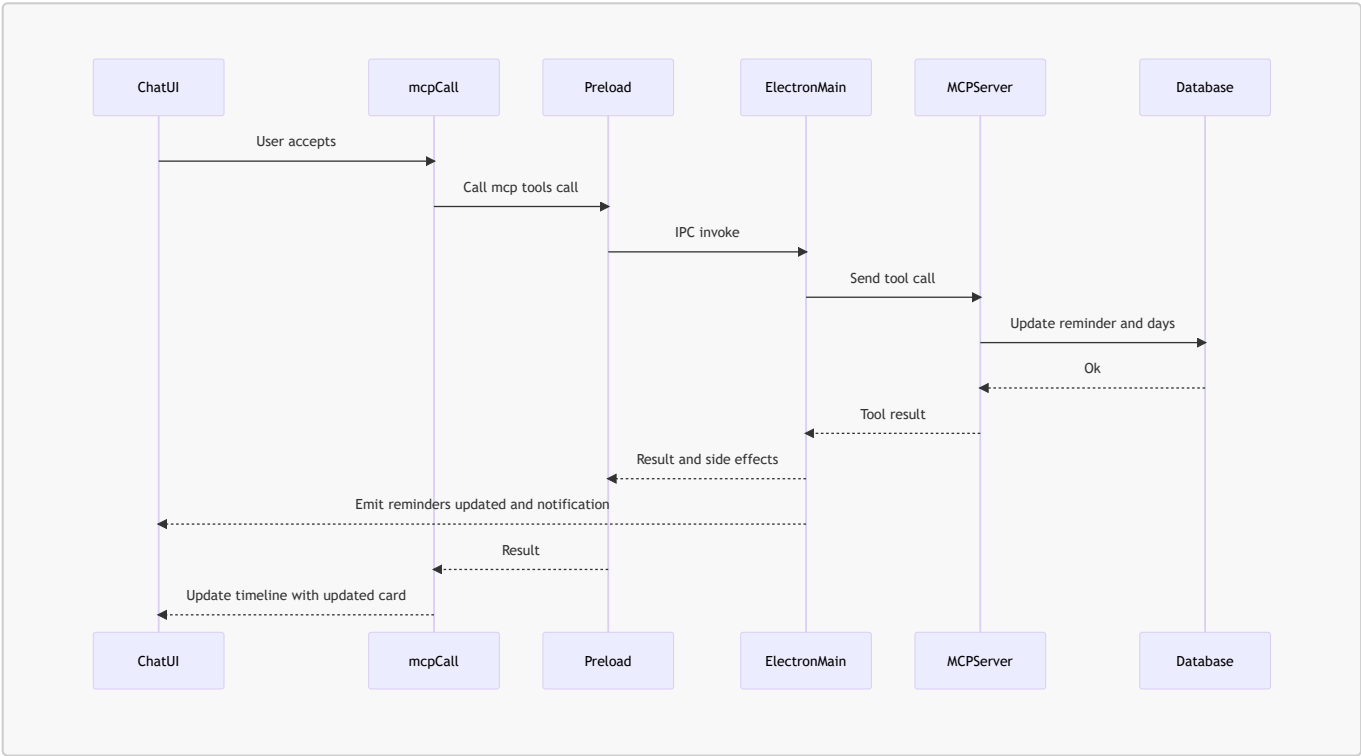 ChatUI
mcpCall
Preload
ElectronMain
MCPServer
Database
User accepts
Call mcp tools call
IPC invoke
Send tool call
Update reminder and days
Ok
Tool result
Result and side effects
Emit reminders updated and notification
Result
Update timeline with updated card
ChatUI
mcpCall
Preload
ElectronMain
MCPServer
Database